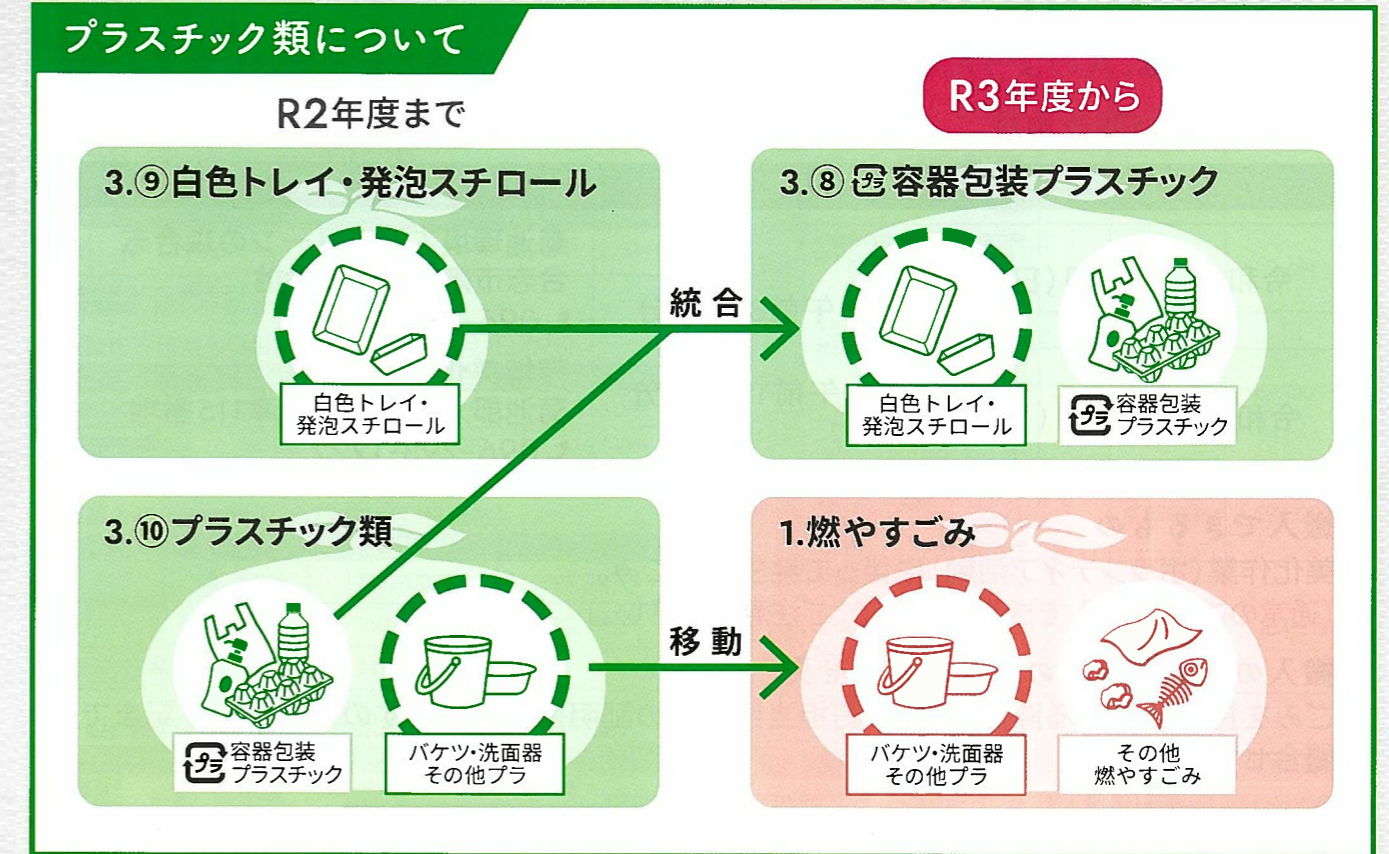 プラスチック類について
R2年度まで
R3年度から
3.⑨白色トレイ・発泡スチロール
白色トレイ・
発泡スチロール
統合
3.⑧プラ容器包装プラスチック
白色トレイ・
発泡スチロール
プラ 容器包装
プラスチック
3.⑩プラスチック類
プラ 容器包装
プラスチック
バケツ・洗面器
その他プラ
移動
1.燃やすごみ
バケツ・洗面器
その他プラ
その他
燃やすごみ